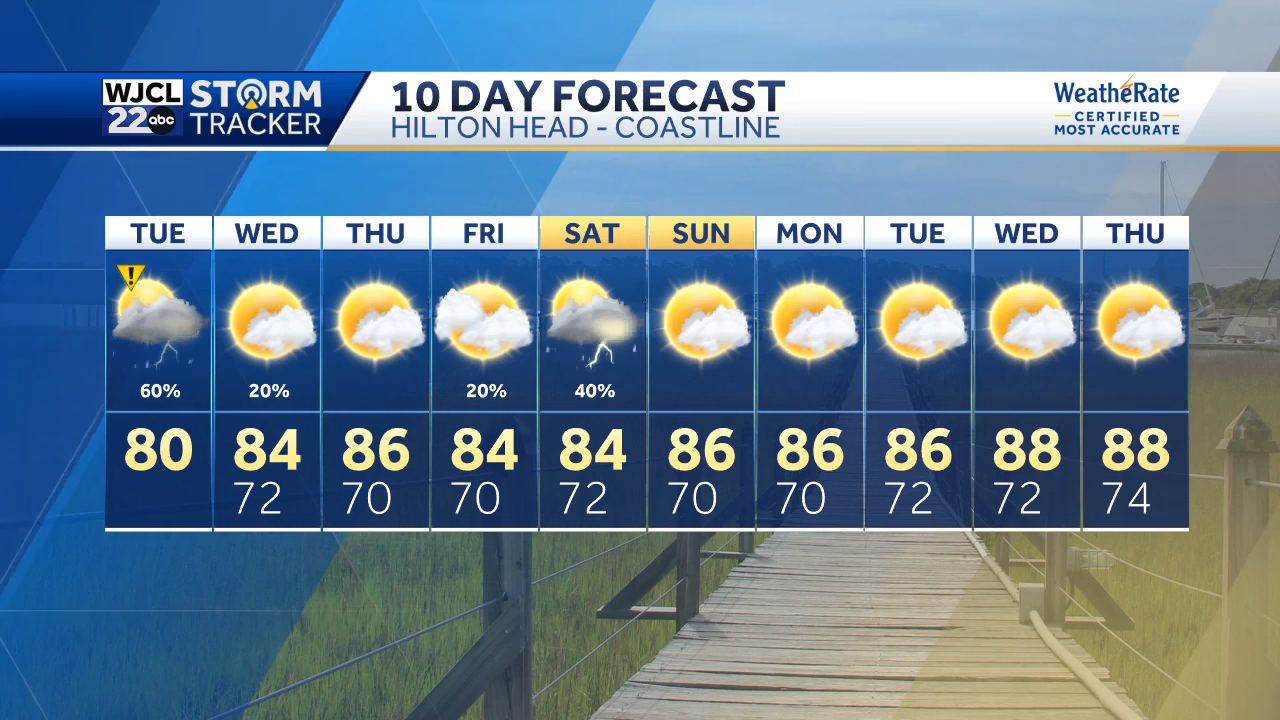 WJCL
22 abc
STORM
TRACKER
10 DAY FORECAST
HILTON HEAD - COASTLINE
WeatheRate
CERTIFIED
MOST ACCURATE
TUE WED THU FRI SAT SUN MON TUE WED THU
!
60% 20% 20% 40%
80 84 86 84 84 86 86 86 88 88
72 70 70 72 70 70 72 72 74